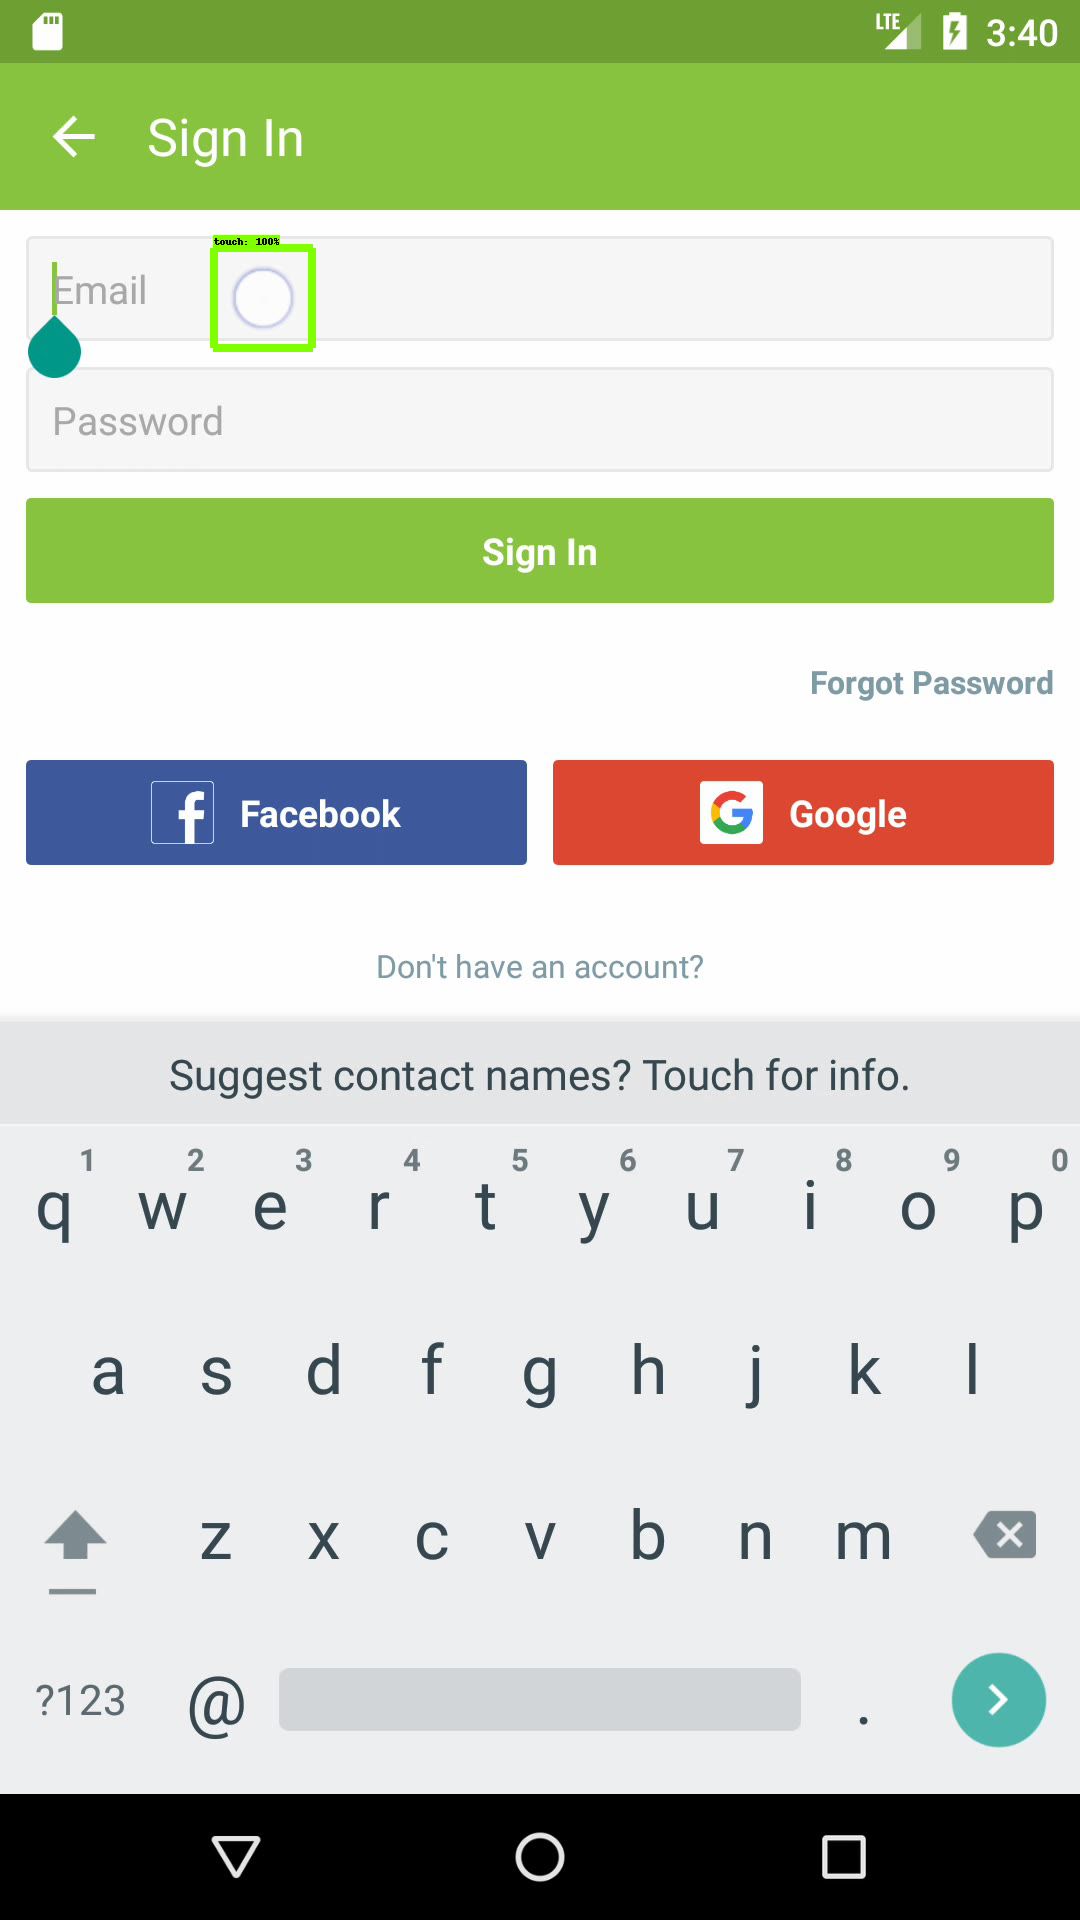 LTE 3:40
Sign In
touch: 100%
Email
Password
Sign In
Forgot Password
Facebook
Google
Don't have an account?
Suggest contact names? Touch for info.
1 2 3 4 5 6 7 8 9 0
q w e r t y u i o p
a s d f g h j k l
z x c v b n m
?123 @ .